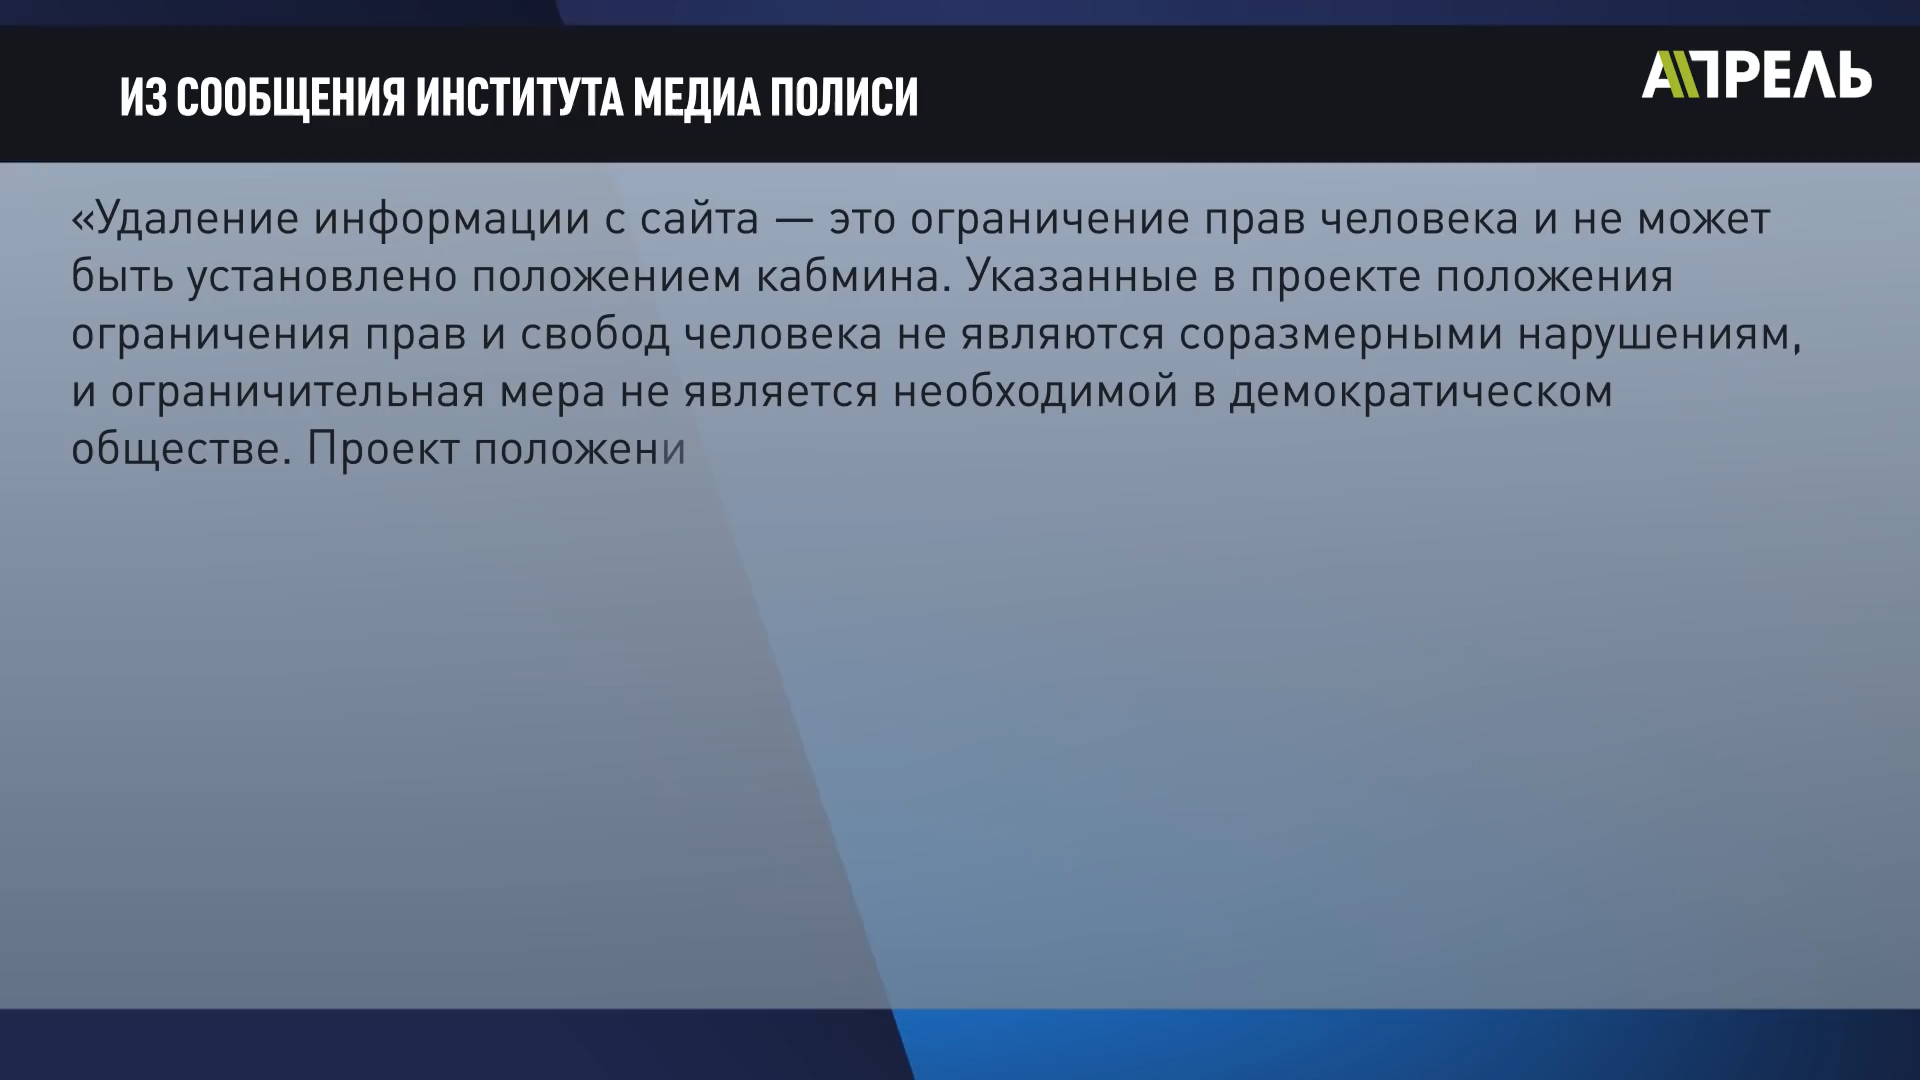 ИЗ СООБЩЕНИЯ ИНСТИТУТА МЕДИА ПОЛИСИ
АПРЕЛЬ
«Удаление информации с сайта — это ограничение прав человека и не может
быть установлено положением кабмина. Указанные в проекте положения
ограничения прав и свобод человека не являются соразмерными нарушениям,
и ограничительная мера не является необходимой в демократическом
обществе. Проект положени